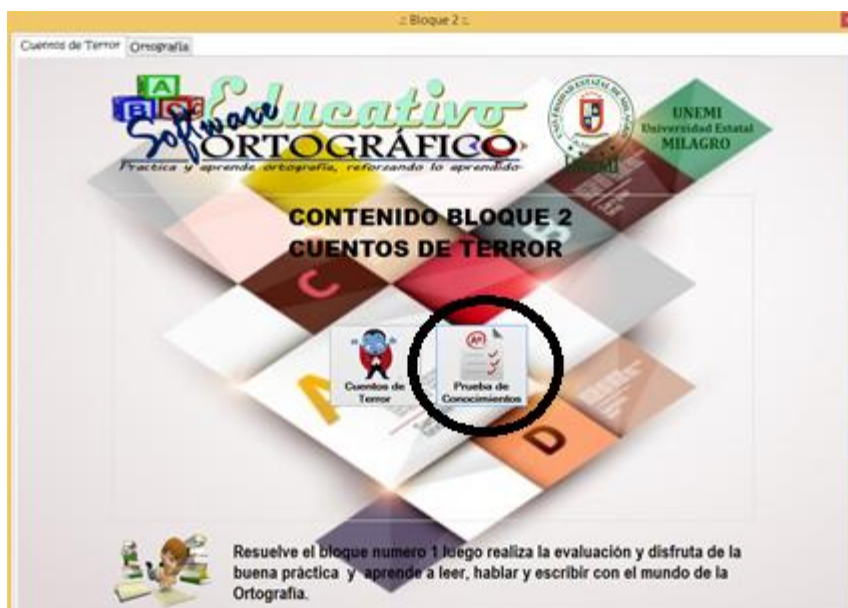 .: Bloque 2 :.
Cuentos de Terror
Ortografía
ABC
Software Educativo
ORTOGRÁFICO
Practica y aprende ortografía, reforzando lo aprendido
UNEMI
Universidad Estatal
MILAGRO
CONTENIDO BLOQUE 2
CUENTOS DE TERROR
B
C
A
D
A+
Cuentos de
Terror
Prueba de
Conocimientos
Resuelve el bloque numero 1 luego realiza la evaluación y disfruta de la
buena práctica y aprende a leer, hablar y escribir con el mundo de la
Ortografía.